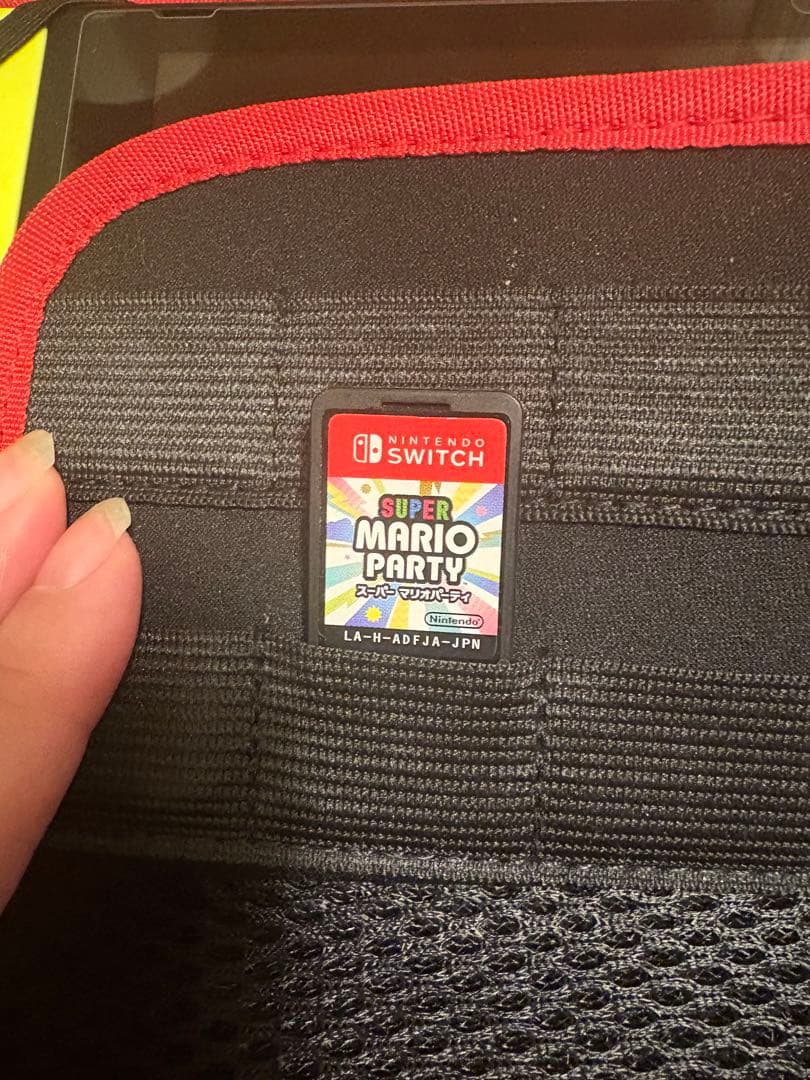 NINTENDO
SWITCH
SUPER
MARIO
PARTY™
スーパー マリオパーティ
Nintendo®
LA-H-ADFJA-JPN